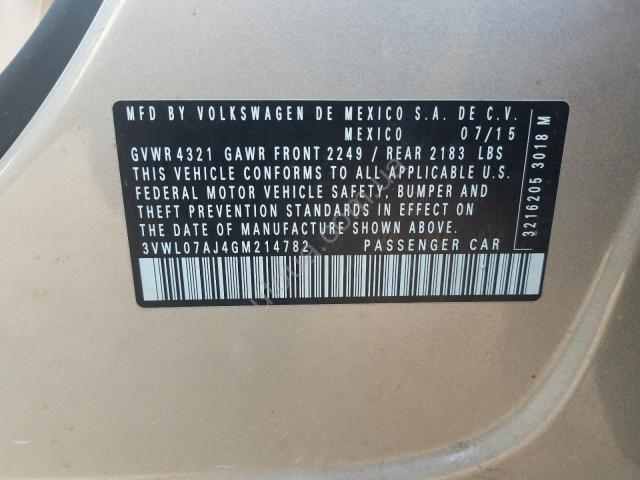 MFD BY VOLKSWAGEN DE MEXICO S.A. DE C.V.
MEXICO 07/15
GVWR 4321 GAWR FRONT 2249 / REAR 2183 LBS
THIS VEHICLE CONFORMS TO ALL APPLICABLE U.S.
FEDERAL MOTOR VEHICLE SAFETY, BUMPER AND
THEFT PREVENTION STANDARDS IN EFFECT ON
THE DATE OF MANUFACTURE SHOWN ABOVE.
3VWL07AJ4GM214782 PASSENGER CAR
3216205 3018 M